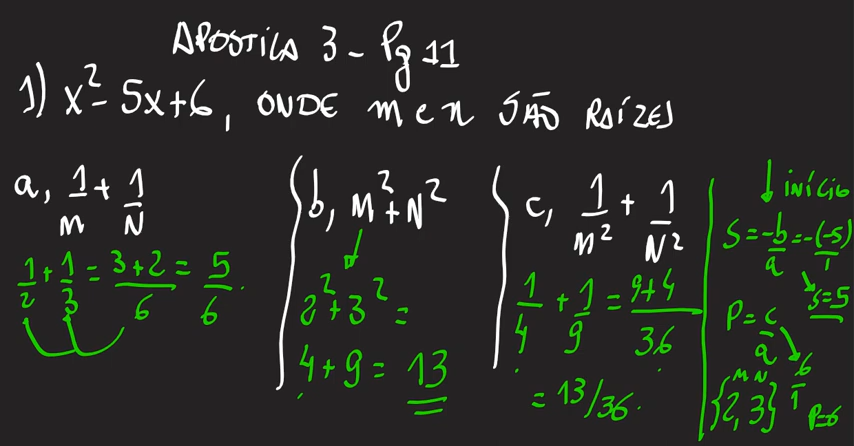 APOSTILA 3 - Pg 11
1) x² - 5x + 6, ONDE m e n SÃO RAÍZES
a, 1/m + 1/N
1/2 + 1/3 = 3+2/6 = 5/6.
b, M² + N²
2² + 3² =
4 + 9 = 13
c, 1/M² + 1/N²
1/4 + 1/9 = 9+4/36
= 13/36.
↓ início
S = -b/a = -(-5)/1
S=5
P = c/a
6/1
P=6
M N
{2, 3}